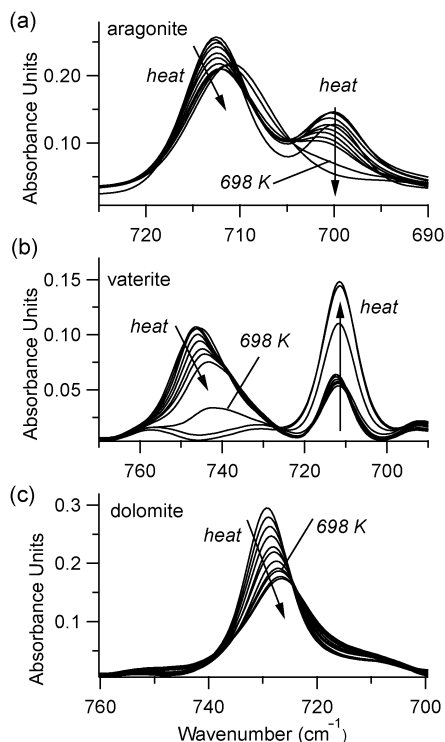 (a)
aragonite
heat
heat
698 K
Absorbance Units
0.20
0.10
720
710
700
690
(b)
vaterite
heat
698 K
heat
Absorbance Units
0.15
0.10
0.05
760
740
720
700
(c)
dolomite
heat
698 K
Absorbance Units
0.3
0.2
0.1
760
740
720
700
Wavenumber (cm⁻¹)